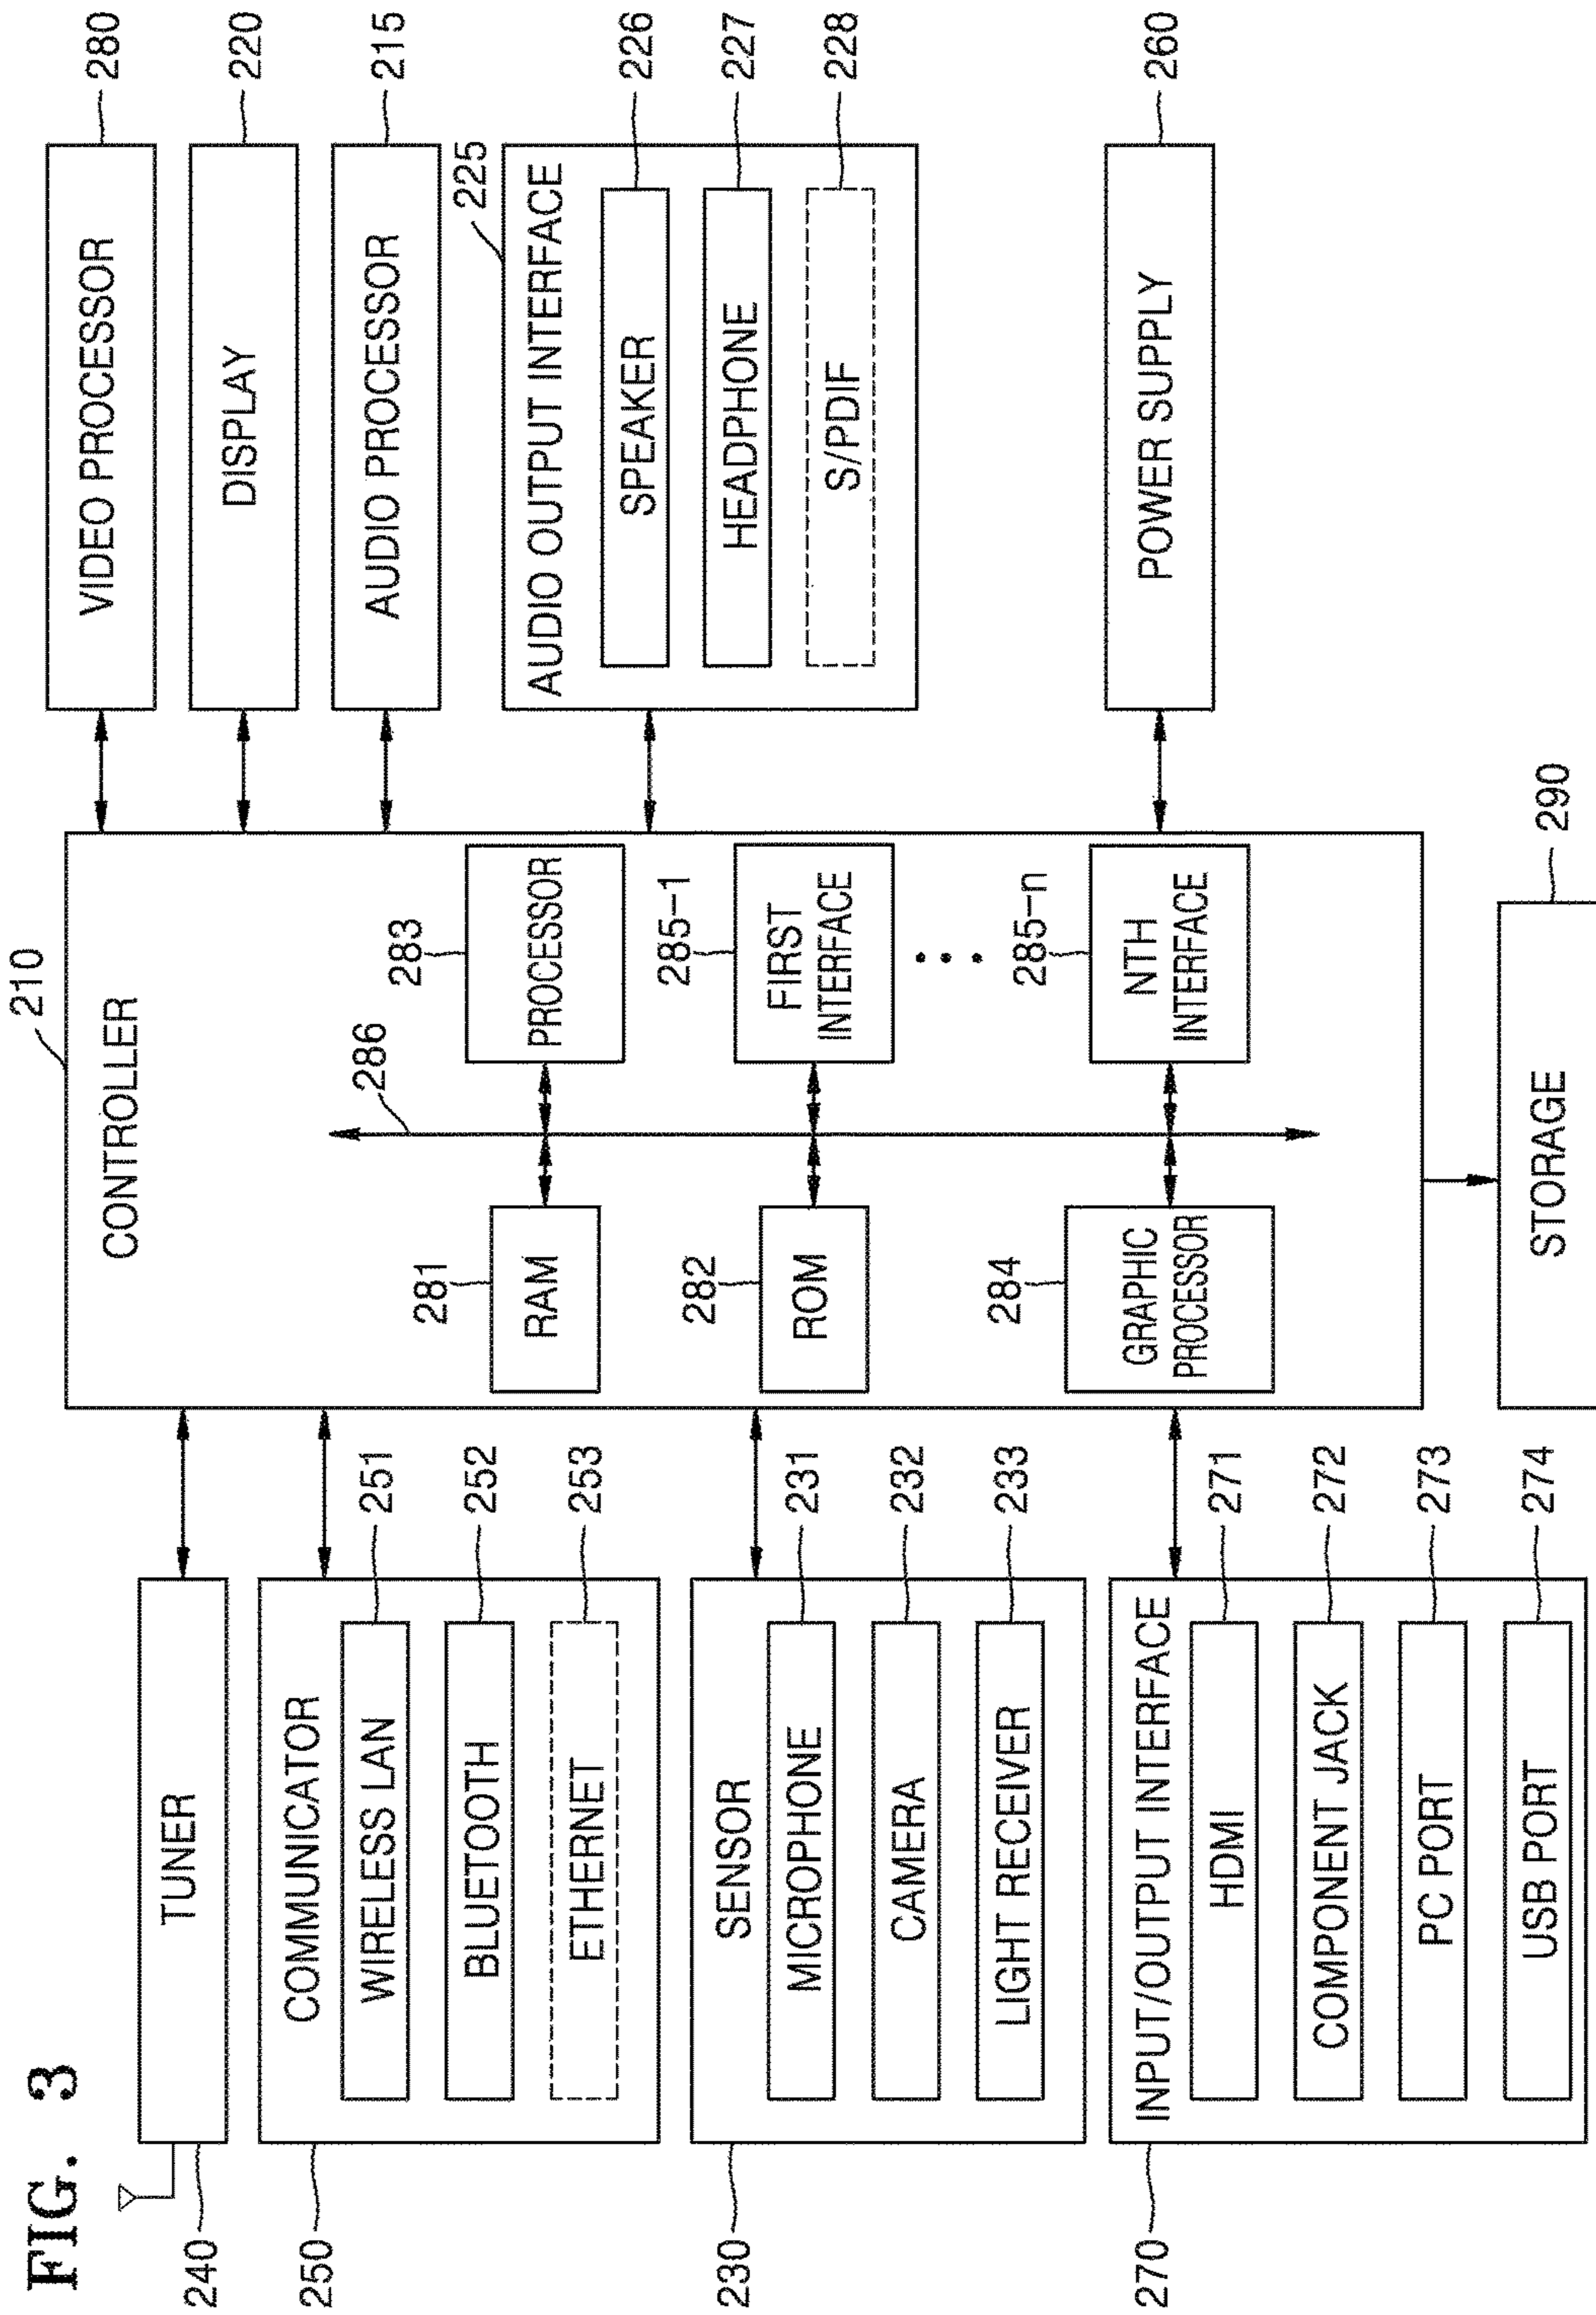 FIG. 3
240
TUNER
250
COMMUNICATOR
WIRELESS LAN
251
BLUETOOTH
252
ETHERNET
253
230
SENSOR
MICROPHONE
231
CAMERA
232
LIGHT RECEIVER
233
270
INPUT/OUTPUT INTERFACE
HDMI
271
COMPONENT JACK
272
PC PORT
273
USB PORT
274
210
CONTROLLER
286
281
RAM
283
PROCESSOR
282
ROM
285-1
FIRST
INTERFACE
284
GRAPHIC
PROCESSOR
285-n
NTH
INTERFACE
STORAGE
290
VIDEO PROCESSOR
280
DISPLAY
220
AUDIO PROCESSOR
215
225
AUDIO OUTPUT INTERFACE
SPEAKER
226
HEADPHONE
227
S/PDIF
228
POWER SUPPLY
260